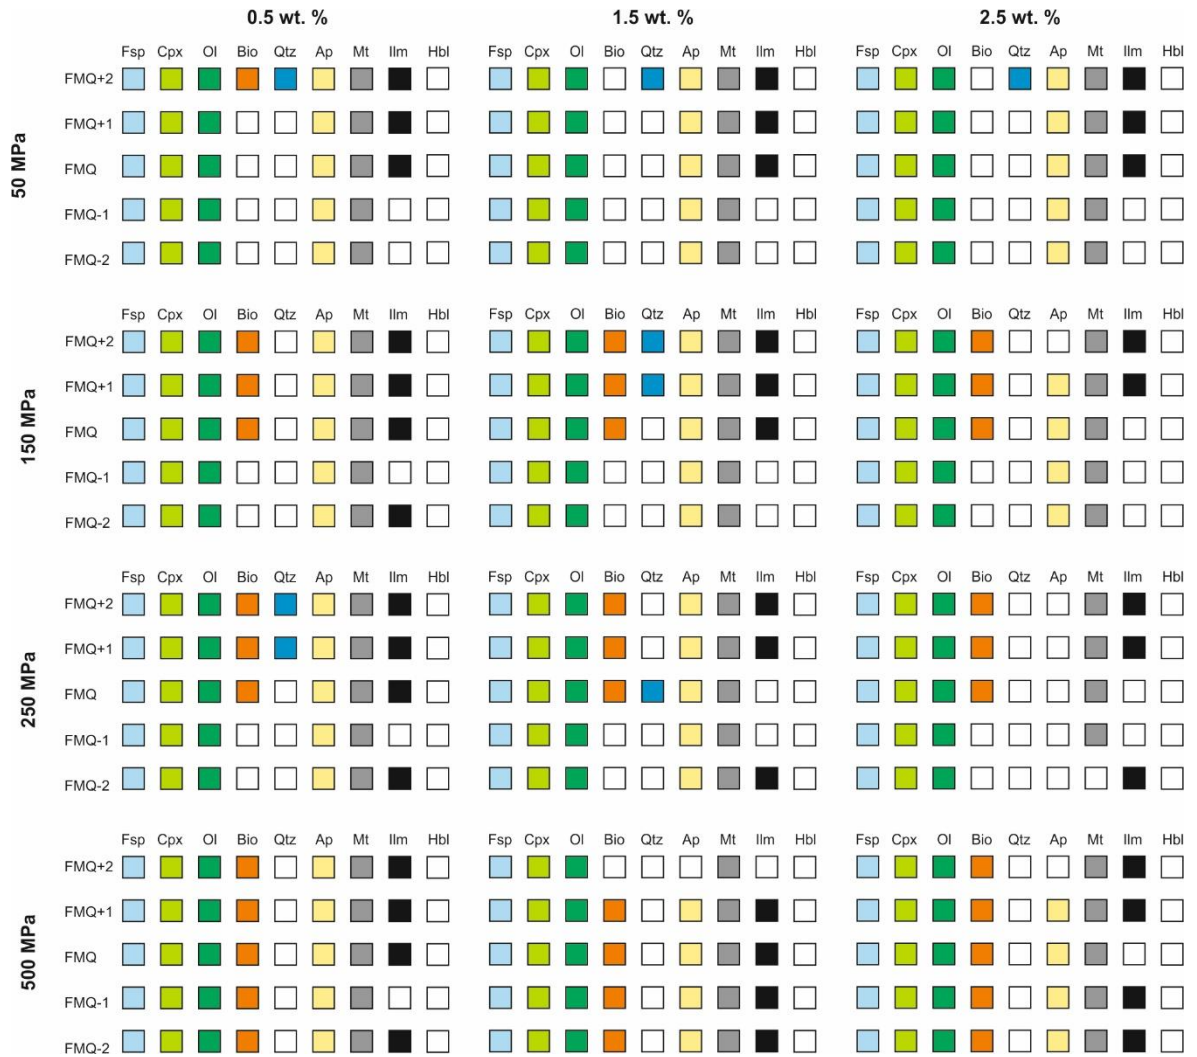 0.5 wt. % 1.5 wt. % 2.5 wt. %
Fsp Cpx Ol Bio Qtz Ap Mt Ilm Hbl Fsp Cpx Ol Bio Qtz Ap Mt Ilm Hbl Fsp Cpx Ol Bio Qtz Ap Mt Ilm Hbl
50 MPa
FMQ+2
FMQ+1
FMQ
FMQ-1
FMQ-2
Fsp Cpx Ol Bio Qtz Ap Mt Ilm Hbl Fsp Cpx Ol Bio Qtz Ap Mt Ilm Hbl Fsp Cpx Ol Bio Qtz Ap Mt Ilm Hbl
150 MPa
FMQ+2
FMQ+1
FMQ
FMQ-1
FMQ-2
Fsp Cpx Ol Bio Qtz Ap Mt Ilm Hbl Fsp Cpx Ol Bio Qtz Ap Mt Ilm Hbl Fsp Cpx Ol Bio Qtz Ap Mt Ilm Hbl
250 MPa
FMQ+2
FMQ+1
FMQ
FMQ-1
FMQ-2
Fsp Cpx Ol Bio Qtz Ap Mt Ilm Hbl Fsp Cpx Ol Bio Qtz Ap Mt Ilm Hbl Fsp Cpx Ol Bio Qtz Ap Mt Ilm Hbl
500 MPa
FMQ+2
FMQ+1
FMQ
FMQ-1
FMQ-2